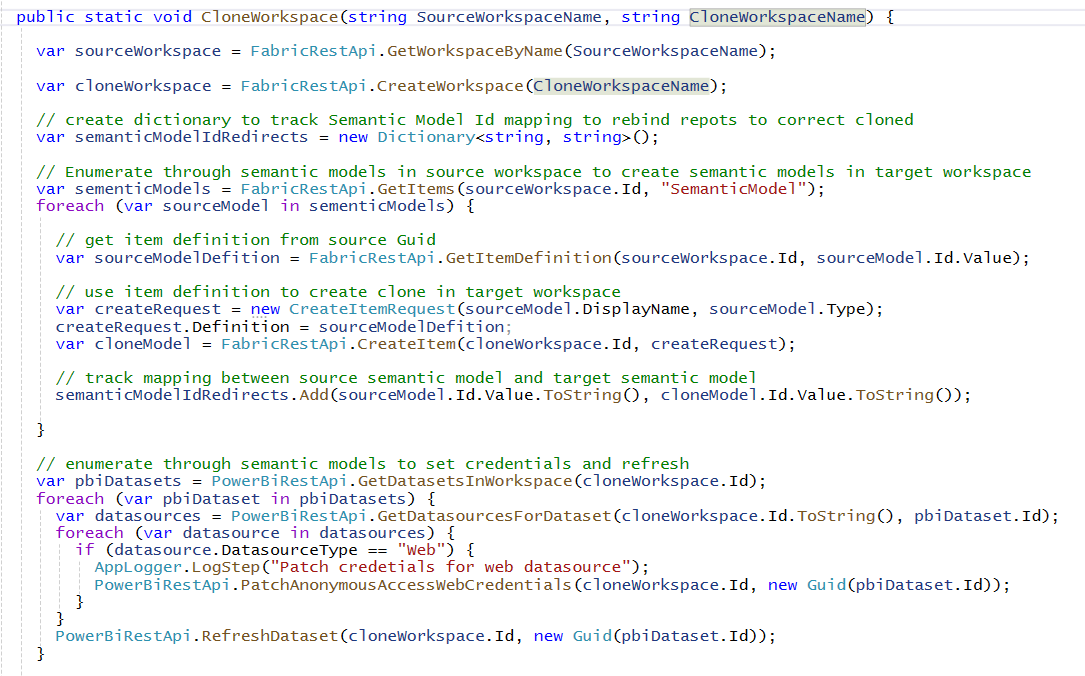 public static void CloneWorkspace(string SourceWorkspaceName, string CloneWorkspaceName) {
var sourceWorkspace = FabricRestApi.GetWorkspaceByName(SourceWorkspaceName);
var cloneWorkspace = FabricRestApi.CreateWorkspace(CloneWorkspaceName);
// create dictionary to track Semantic Model Id mapping to rebind repots to correct cloned
var semanticModelIdRedirects = new Dictionary<string, string>();
// Enumerate through semantic models in source workspace to create semantic models in target workspace
var sementicModels = FabricRestApi.GetItems(sourceWorkspace.Id, "SemanticModel");
foreach (var sourceModel in sementicModels) {
// get item definition from source Guid
var sourceModelDefition = FabricRestApi.GetItemDefinition(sourceWorkspace.Id, sourceModel.Id.Value);
// use item definition to create clone in target workspace
var createRequest = new CreateItemRequest(sourceModel.DisplayName, sourceModel.Type);
createRequest.Definition = sourceModelDefition;
var cloneModel = FabricRestApi.CreateItem(cloneWorkspace.Id, createRequest);
// track mapping between source semantic model and target semantic model
semanticModelIdRedirects.Add(sourceModel.Id.Value.ToString(), cloneModel.Id.Value.ToString());
}
// enumerate through semantic models to set credentials and refresh
var pbiDatasets = PowerBiRestApi.GetDatasetsInWorkspace(cloneWorkspace.Id);
foreach (var pbiDataset in pbiDatasets) {
var datasources = PowerBiRestApi.GetDatasourcesForDataset(cloneWorkspace.Id.ToString(), pbiDataset.Id);
foreach (var datasource in datasources) {
if (datasource.DatasourceType == "Web") {
AppLogger.LogStep("Patch credetials for web datasource");
PowerBiRestApi.PatchAnonymousAccessWebCredentials(cloneWorkspace.Id, new Guid(pbiDataset.Id));
}
}
PowerBiRestApi.RefreshDataset(cloneWorkspace.Id, new Guid(pbiDataset.Id));
}